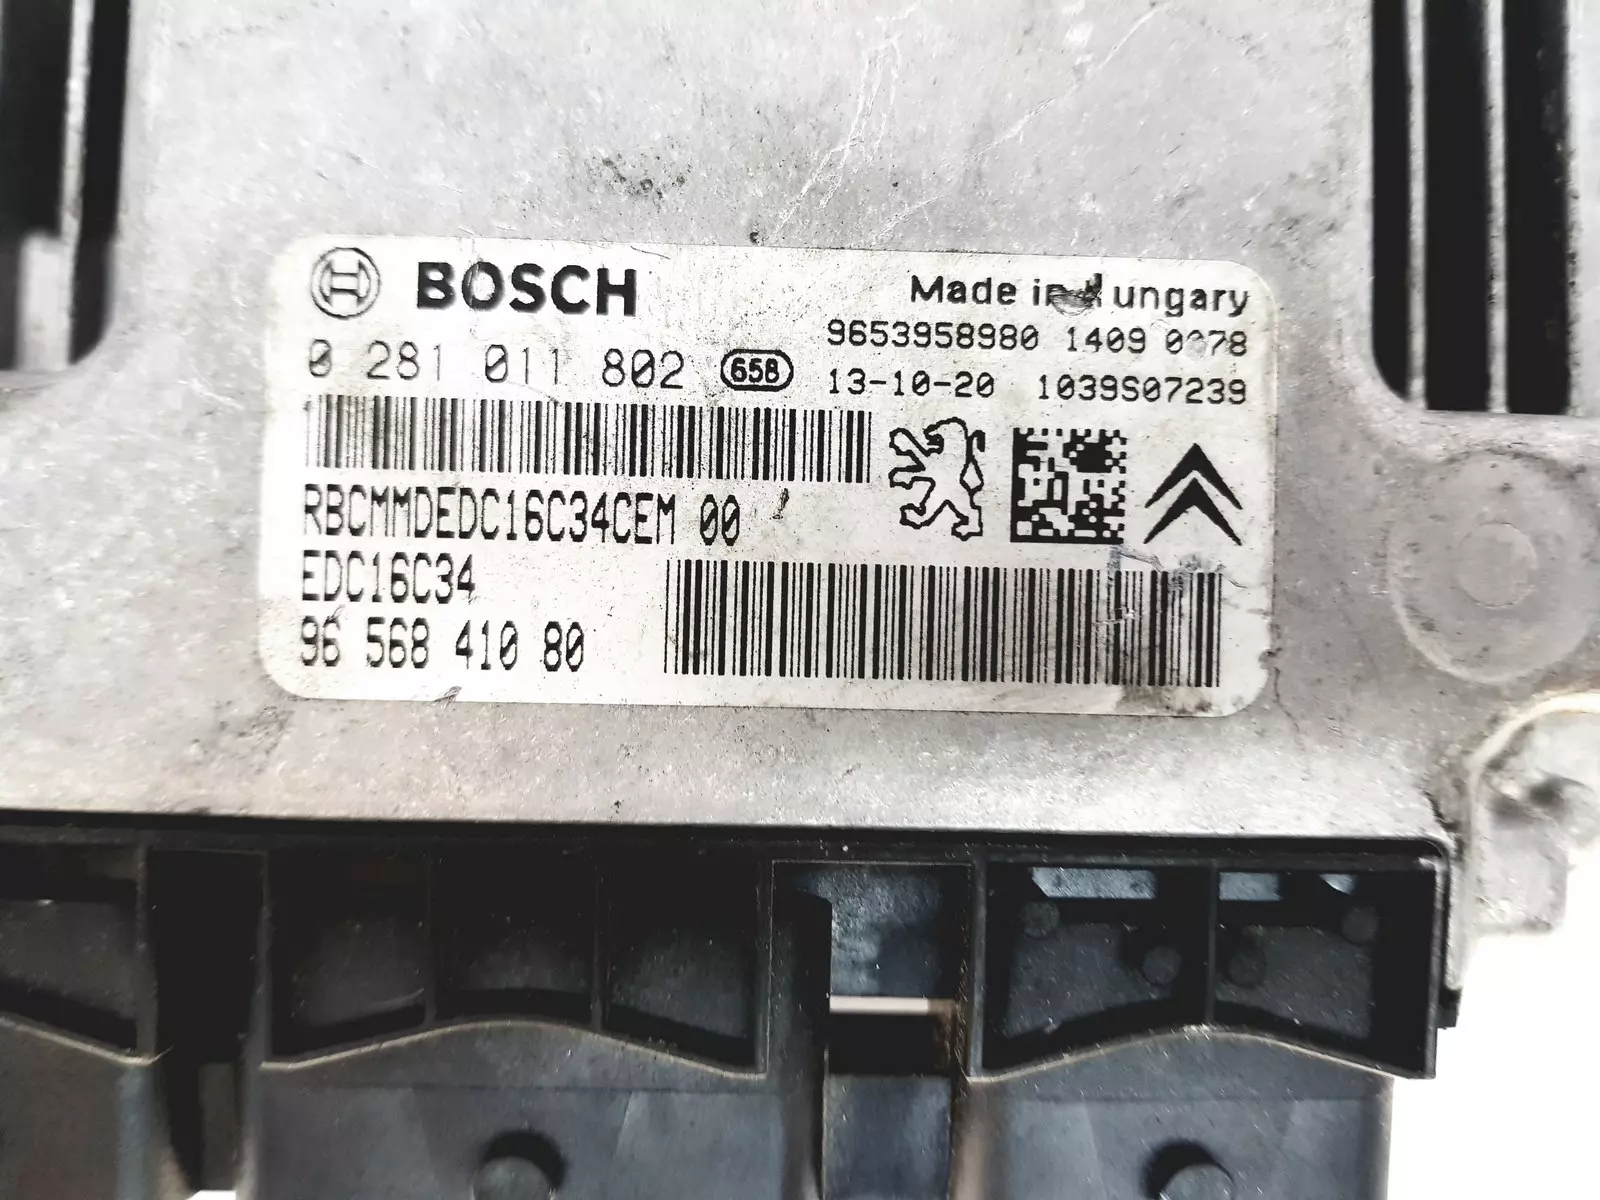 BOSCH
Made in Hungary
0 281 011 802 658
9653958980 1409
13-10-20 1039S07239
RBCMMDEDC16C34CEM 00
EDC16C34
96 568 410 80